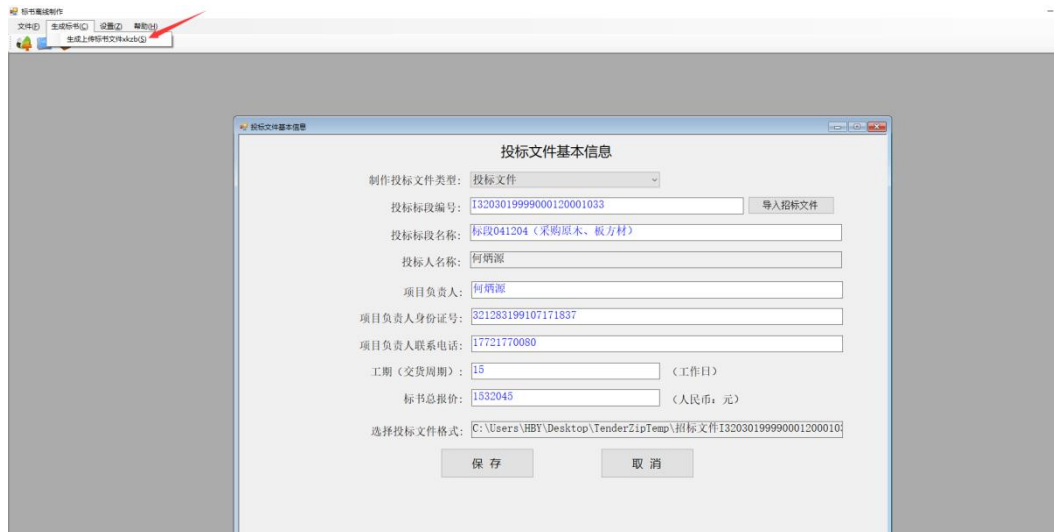 标书离线制作
文件(F) 生成标书(C) 设置(Z) 帮助(H)
生成上传标书文件xkzb(S)
投标文件基本信息
投标文件基本信息
制作投标文件类型: 投标文件
投标标段编号: I3203019999000120001033 导入招标文件
投标标段名称: 标段041204（采购原木、板方材）
投标人名称: 何炳源
项目负责人: 何炳源
项目负责人身份证号: 321283199107171837
项目负责人联系电话: 17721770080
工期（交货周期）: 15 （工作日）
标书总报价: 1532045 （人民币：元）
选择投标文件格式: C:\Users\HBY\Desktop\TenderZipTemp\招标文件I320301999900012000103
保 存 取 消